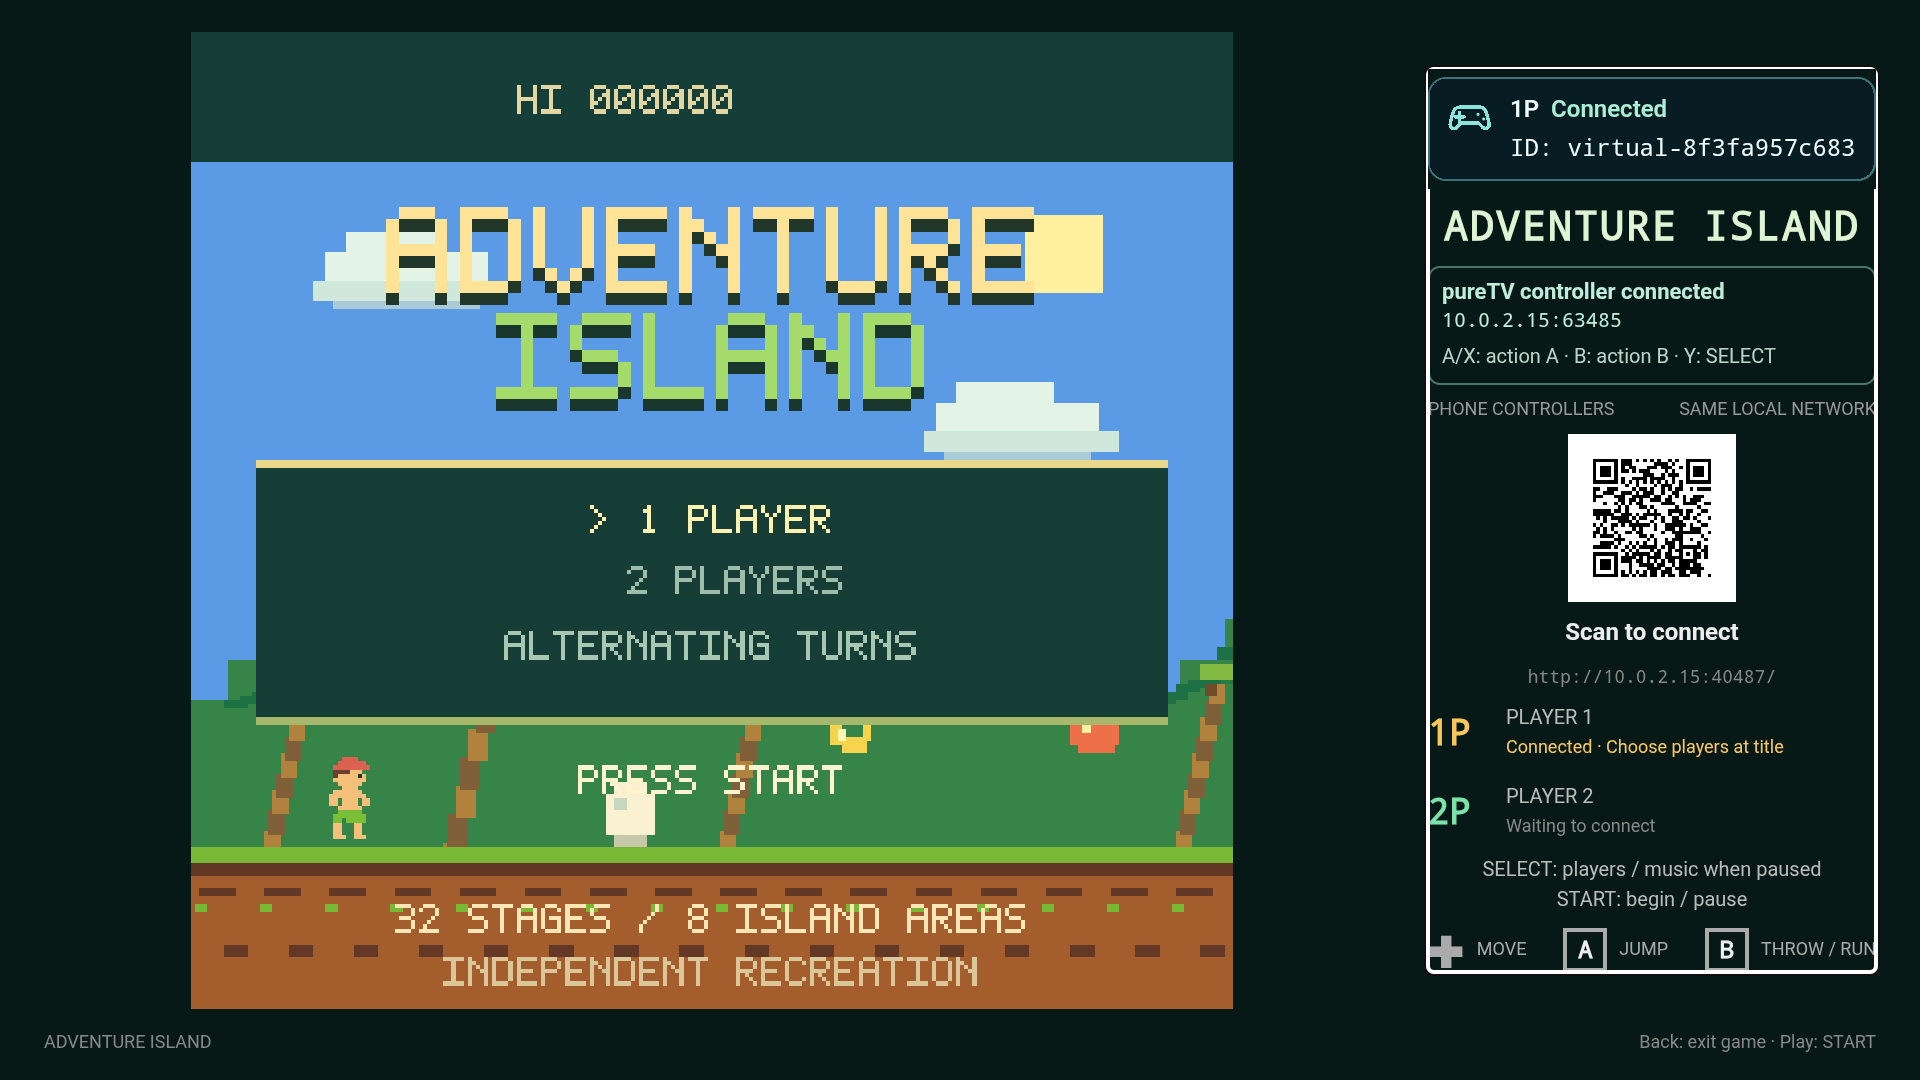 HI 000000
ADVENTURE
ISLAND
> 1 PLAYER
2 PLAYERS
ALTERNATING TURNS
PRESS START
32 STAGES / 8 ISLAND AREAS
INDEPENDENT RECREATION
ADVENTURE ISLAND
1P Connected
ID: virtual-8f3fa957c683
ADVENTURE ISLAND
pureTV controller connected
10.0.2.15:63485
A/X: action A · B: action B · Y: SELECT
PHONE CONTROLLERS SAME LOCAL NETWORK
Scan to connect
http://10.0.2.15:40487/
1P PLAYER 1
Connected · Choose players at title
2P PLAYER 2
Waiting to connect
SELECT: players / music when paused
START: begin / pause
MOVE A JUMP B THROW / RUN
Back: exit game · Play: START